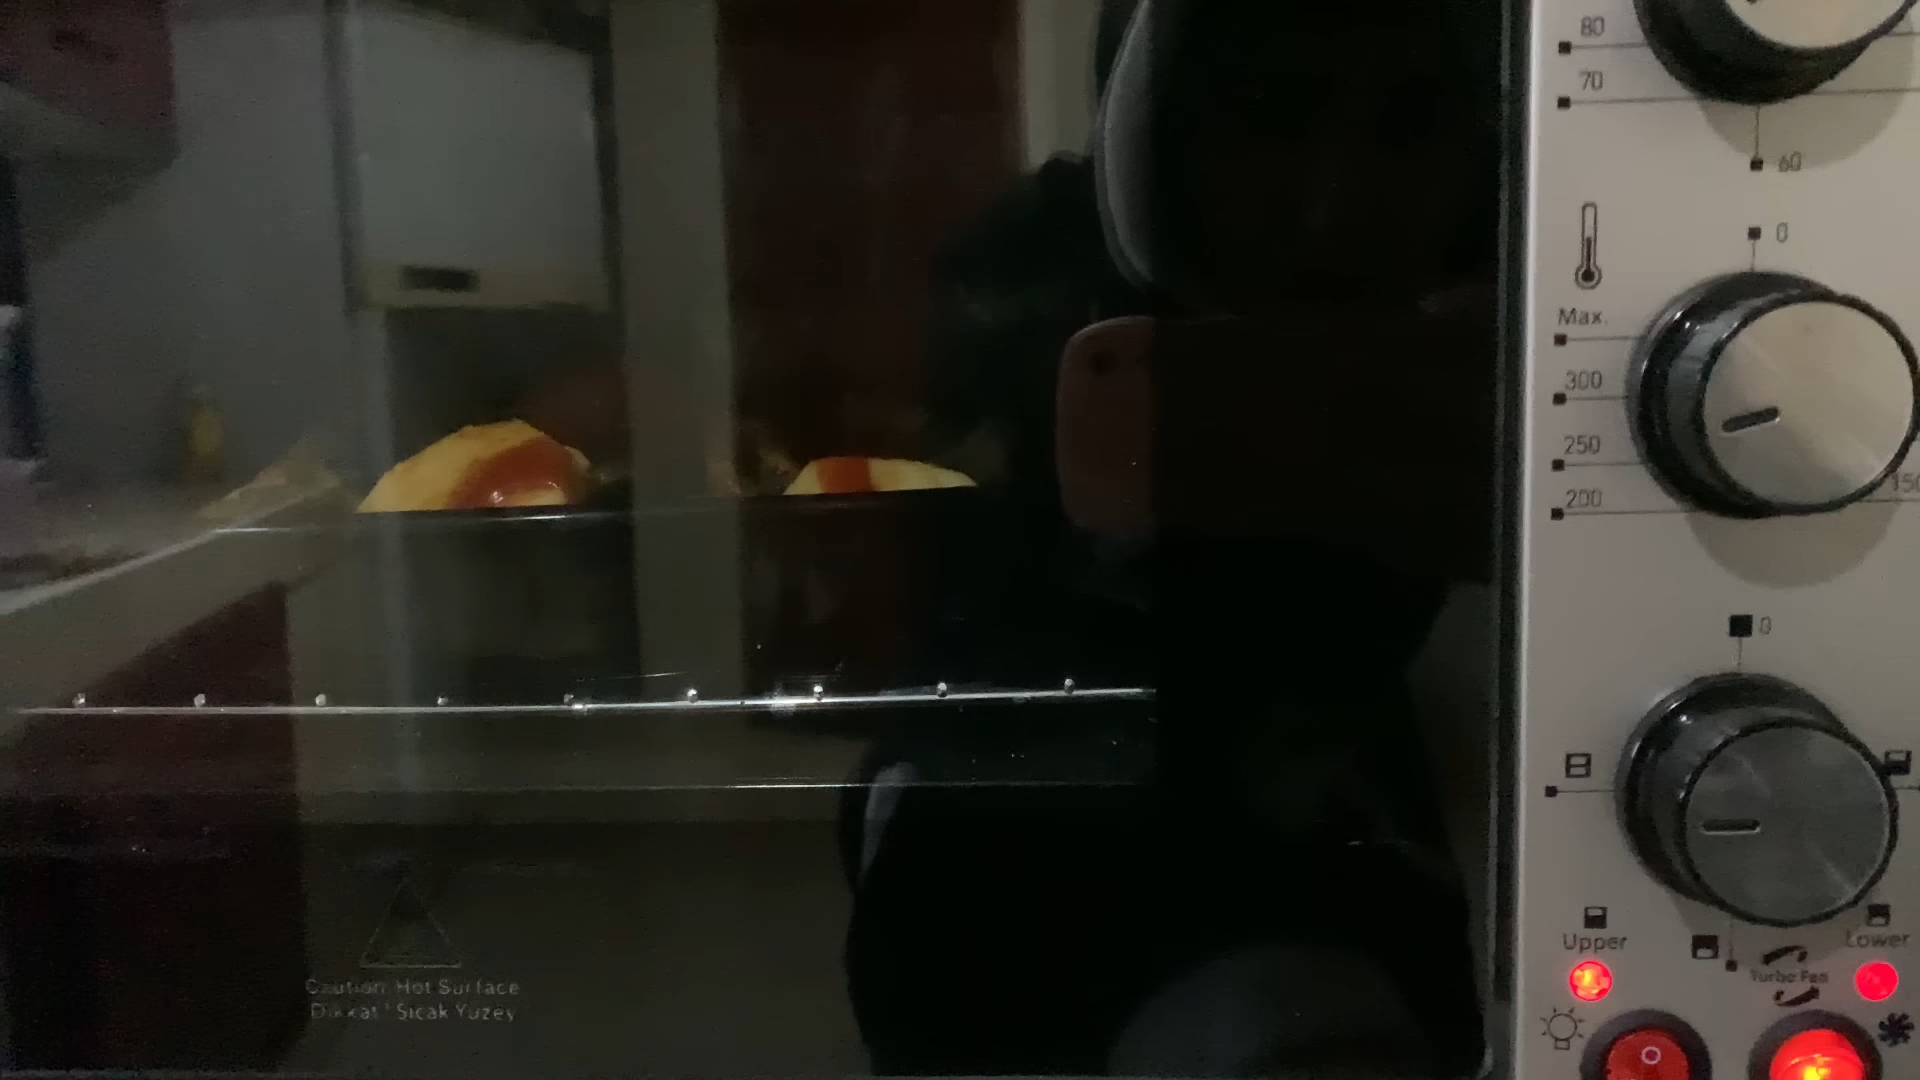 80
70
60
0
Max.
300
250
150
200
0
Upper
Lower
Turbo Fan
Caution Hot Surface
Dikkat ! Sıcak Yüzey